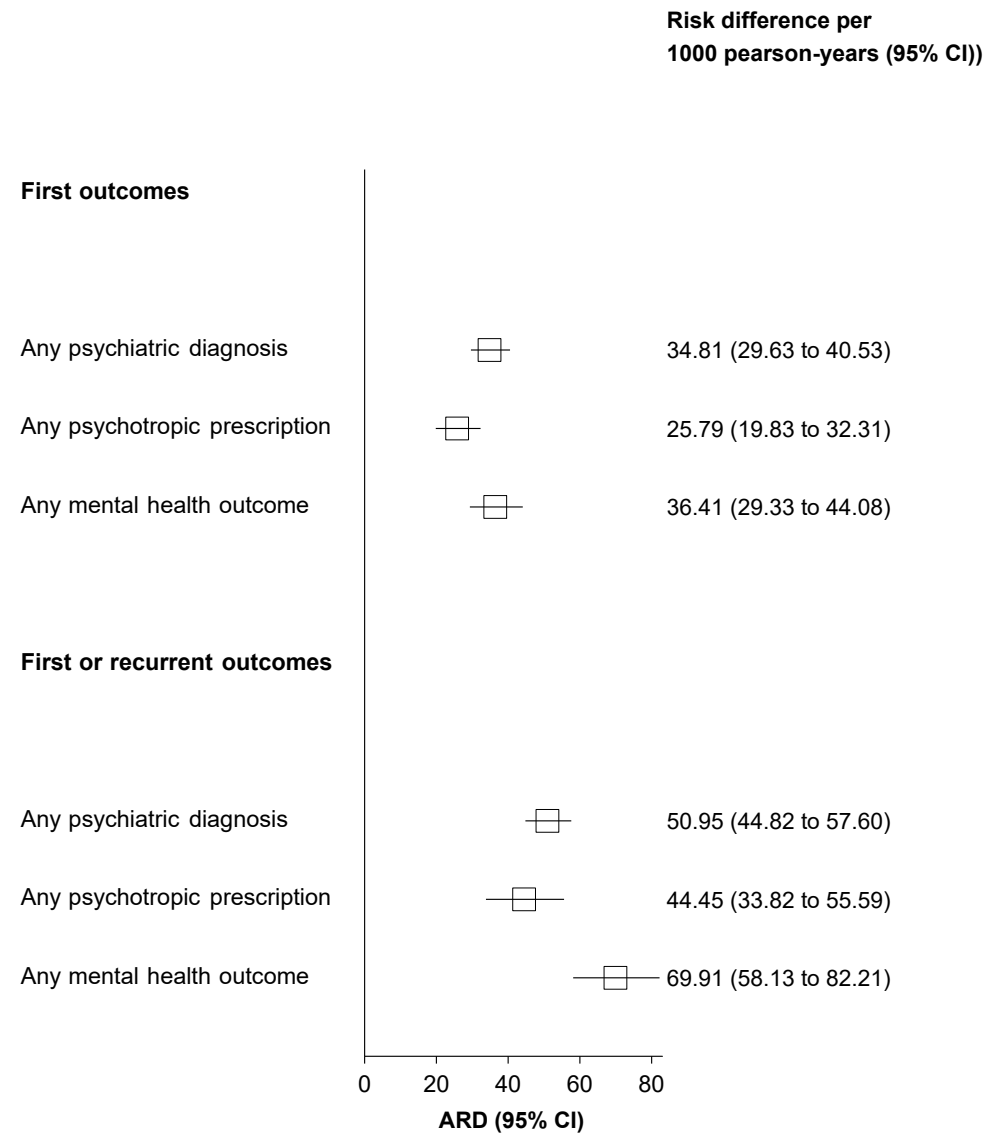 Risk difference per
1000 pearson-years (95% CI))
First outcomes
Any psychiatric diagnosis 34.81 (29.63 to 40.53)
Any psychotropic prescription 25.79 (19.83 to 32.31)
Any mental health outcome 36.41 (29.33 to 44.08)
First or recurrent outcomes
Any psychiatric diagnosis 50.95 (44.82 to 57.60)
Any psychotropic prescription 44.45 (33.82 to 55.59)
Any mental health outcome 69.91 (58.13 to 82.21)
0 20 40 60 80
ARD (95% CI)